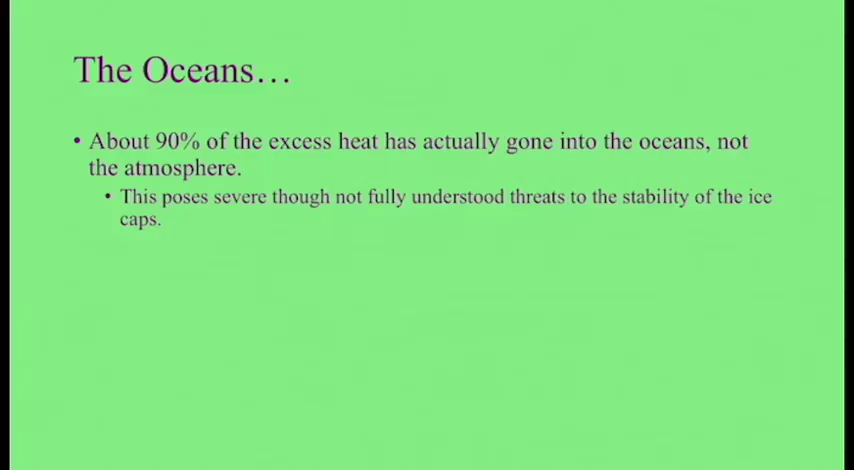 The Oceans…
• About 90% of the excess heat has actually gone into the oceans, not
the atmosphere.
• This poses severe though not fully understood threats to the stability of the ice
caps.